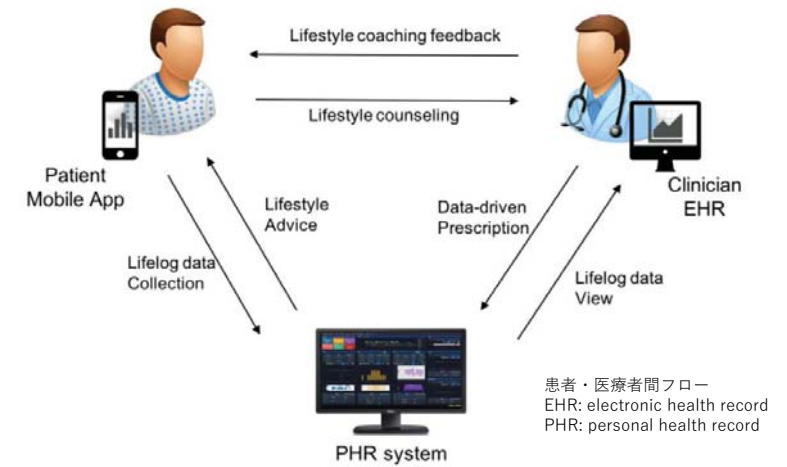 Lifestyle coaching feedback
Lifestyle counseling
Patient
Mobile App
Clinician
EHR
Lifestyle
Advice
Data-driven
Prescription
Lifelog data
Collection
Lifelog data
View
PHR system
患者・医療者間フロー
EHR: electronic health record
PHR: personal health record